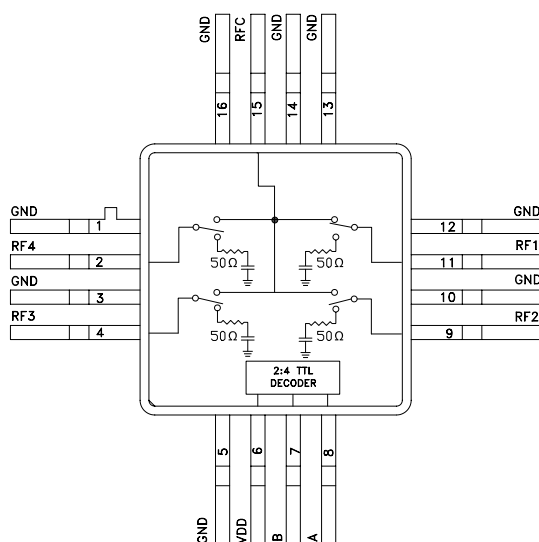 GND
RFC
GND
GND
16
15
14
13
GND
1
RF4
2
GND
3
RF3
4
GND
12
RF1
11
GND
10
RF2
9
50Ω
50Ω
50Ω
50Ω
2:4 TTL
DECODER
5
6
7
8
GND
VDD
B
A